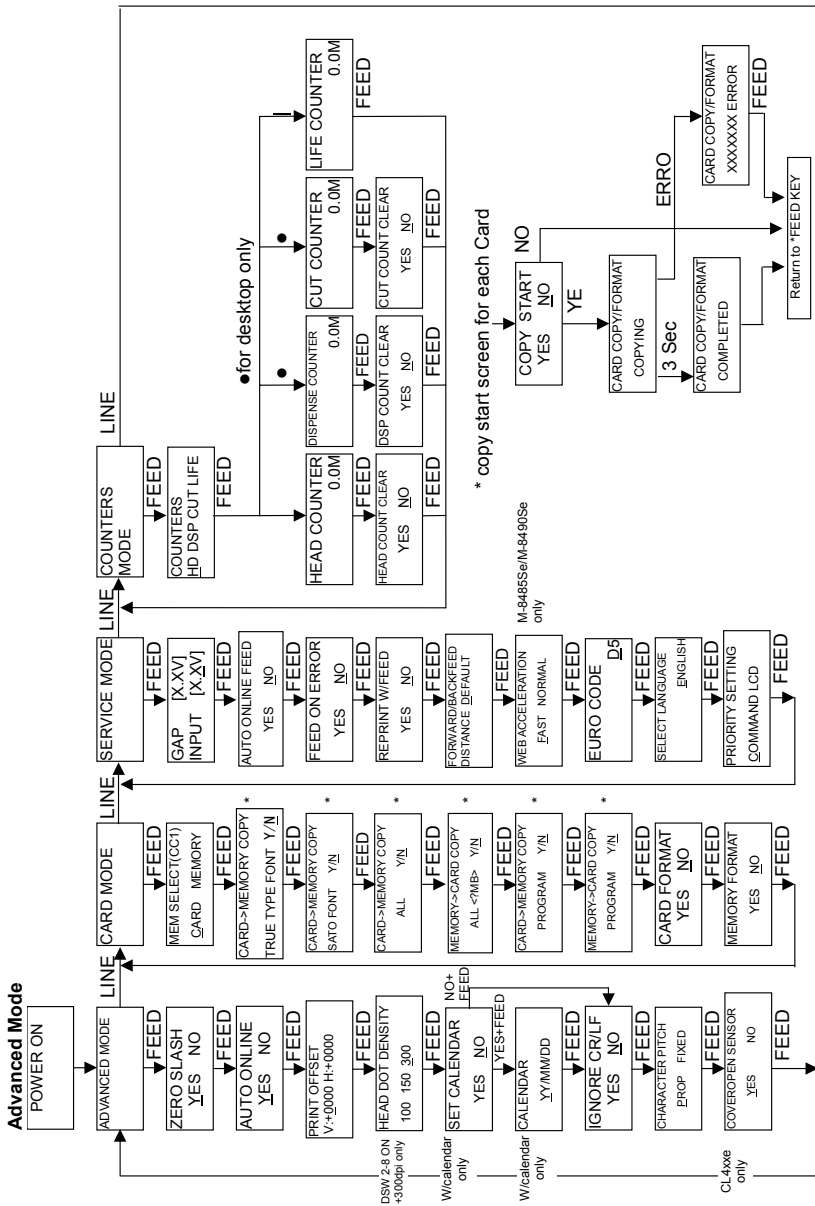 Advanced Mode
POWER ON
ADVANCED MODE
FEED
ZERO SLASH
YES NO
FEED
AUTO ONLINE
YES NO
FEED
PRINT OFFSET
V:+0000 H:+0000
FEED
DSW 2-8 ON
+300dpi only
HEAD DOT DENSITY
100 150 300
FEED
W/calendar
only
SET CALENDAR
YES NO
NO+
FEED
YES+FEED
W/calendar
only
CALENDAR
YY/MM/DD
FEED
IGNORE CR/LF
YES NO
FEED
CHARACTER PITCH
PROP FIXED
FEED
CL4xxe
only
COVEROPEN SENSOR
YES NO
FEED
LINE
CARD MODE
FEED
MEM SELECT(CC1)
CARD MEMORY
FEED
CARD->MEMORY COPY
TRUE TYPE FONT Y/N
*
FEED
CARD->MEMORY COPY
SATO FONT Y/N
*
FEED
CARD->MEMORY COPY
ALL Y/N
*
FEED
MEMORY->CARD COPY
ALL <?MB> Y/N
*
FEED
CARD->MEMORY COPY
PROGRAM Y/N
*
FEED
MEMORY->CARD COPY
PROGRAM Y/N
*
FEED
CARD FORMAT
YES NO
FEED
MEMORY FORMAT
YES NO
FEED
LINE
SERVICE MODE
FEED
GAP [X.XV]
INPUT [X.XV]
FEED
AUTO ONLINE FEED
YES NO
FEED
FEED ON ERROR
YES NO
FEED
REPRINT W/FEED
YES NO
FEED
FORWARD/BACKFEED
DISTANCE DEFAULT
FEED
WEB ACCELERATION
FAST NORMAL
M-8485Se/M-8490Se
only
FEED
EURO CODE
D5
FEED
SELECT LANGUAGE
ENGLISH
FEED
PRIORITY SETTING
COMMAND LCD
FEED
LINE
COUNTERS
MODE
FEED
COUNTERS
HD DSP CUT LIFE
FEED
LINE
●for desktop only
● ●
HEAD COUNTER
0.0M
FEED
HEAD COUNT CLEAR
YES NO
FEED
DISPENSE COUNTER
0.0M
FEED
DSP COUNT CLEAR
YES NO
FEED
CUT COUNTER
0.0M
FEED
CUT COUNT CLEAR
YES NO
FEED
LIFE COUNTER
0.0M
FEED
* copy start screen for each Card
COPY START
YES NO
NO
YE
CARD COPY/FORMAT
COPYING
ERRO
3 Sec
CARD COPY/FORMAT
COMPLETED
CARD COPY/FORMAT
XXXXXXX ERROR
FEED
Return to *FEED KEY